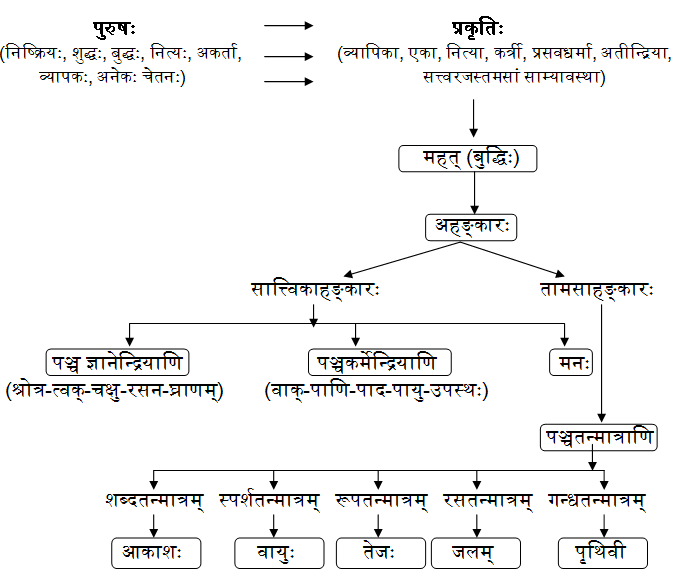 पुरुषः
प्रकृतिः
(निष्क्रियः, शुद्धः, बुद्धः, नित्यः, अकर्ता,
व्यापकः, अनेकः चेतनः)
(व्यापिका, एका, नित्या, कर्त्री, प्रसवधर्मा, अतीन्द्रिया,
सत्त्वरजस्तमसां साम्यावस्था)
महत् (बुद्धिः)
अहङ्कारः
सात्त्विकाहङ्कारः
तामसाहङ्कारः
पञ्च ज्ञानेन्द्रियाणि
पञ्चकर्मेन्द्रियाणि
मनः
(श्रोत्र-त्वक्-चक्षु-रसन-घ्राणम्)
(वाक्-पाणि-पाद-पायु-उपस्थः)
पञ्चतन्मात्राणि
शब्दतन्मात्रम्
स्पर्शतन्मात्रम्
रूपतन्मात्रम्
रसतन्मात्रम्
गन्धतन्मात्रम्
आकाशः
वायुः
तेजः
जलम्
पृथिवी